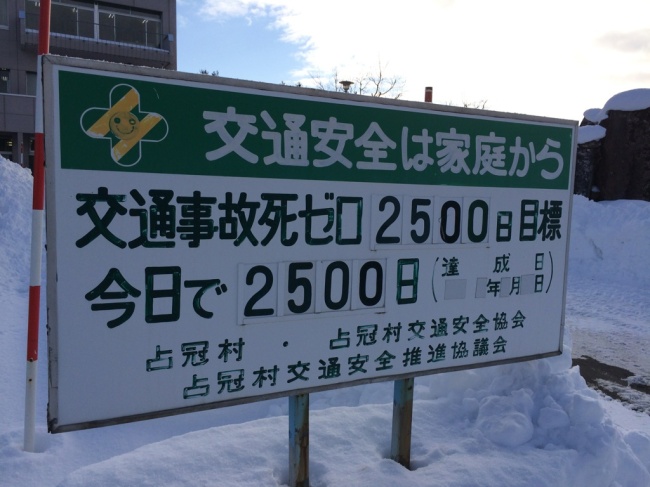 交通安全は家庭から
交通事故死ゼロ2500日目標
今日で2500日(達成日 年月日)
占冠村・占冠村交通安全協会
占冠村交通安全推進協議会